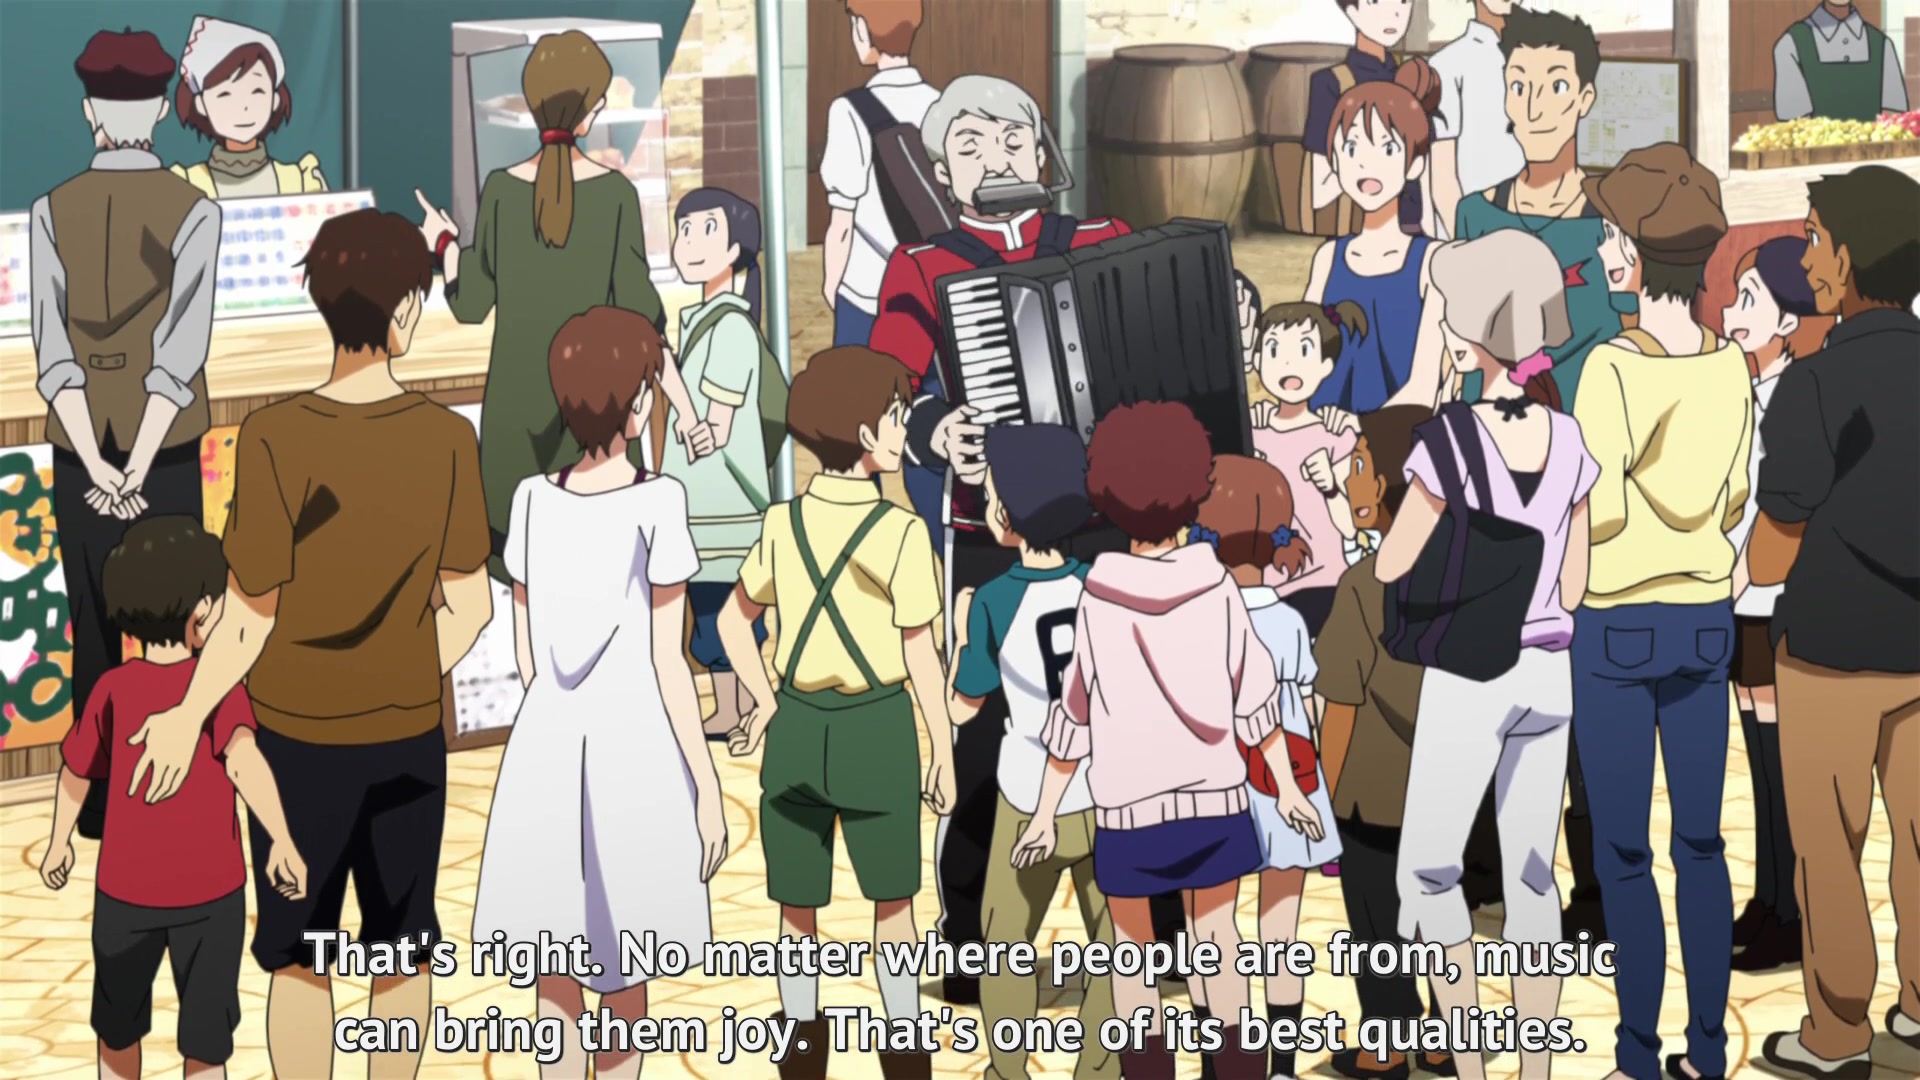 That's right. No matter where people are from, music
can bring them joy. That's one of its best qualities.